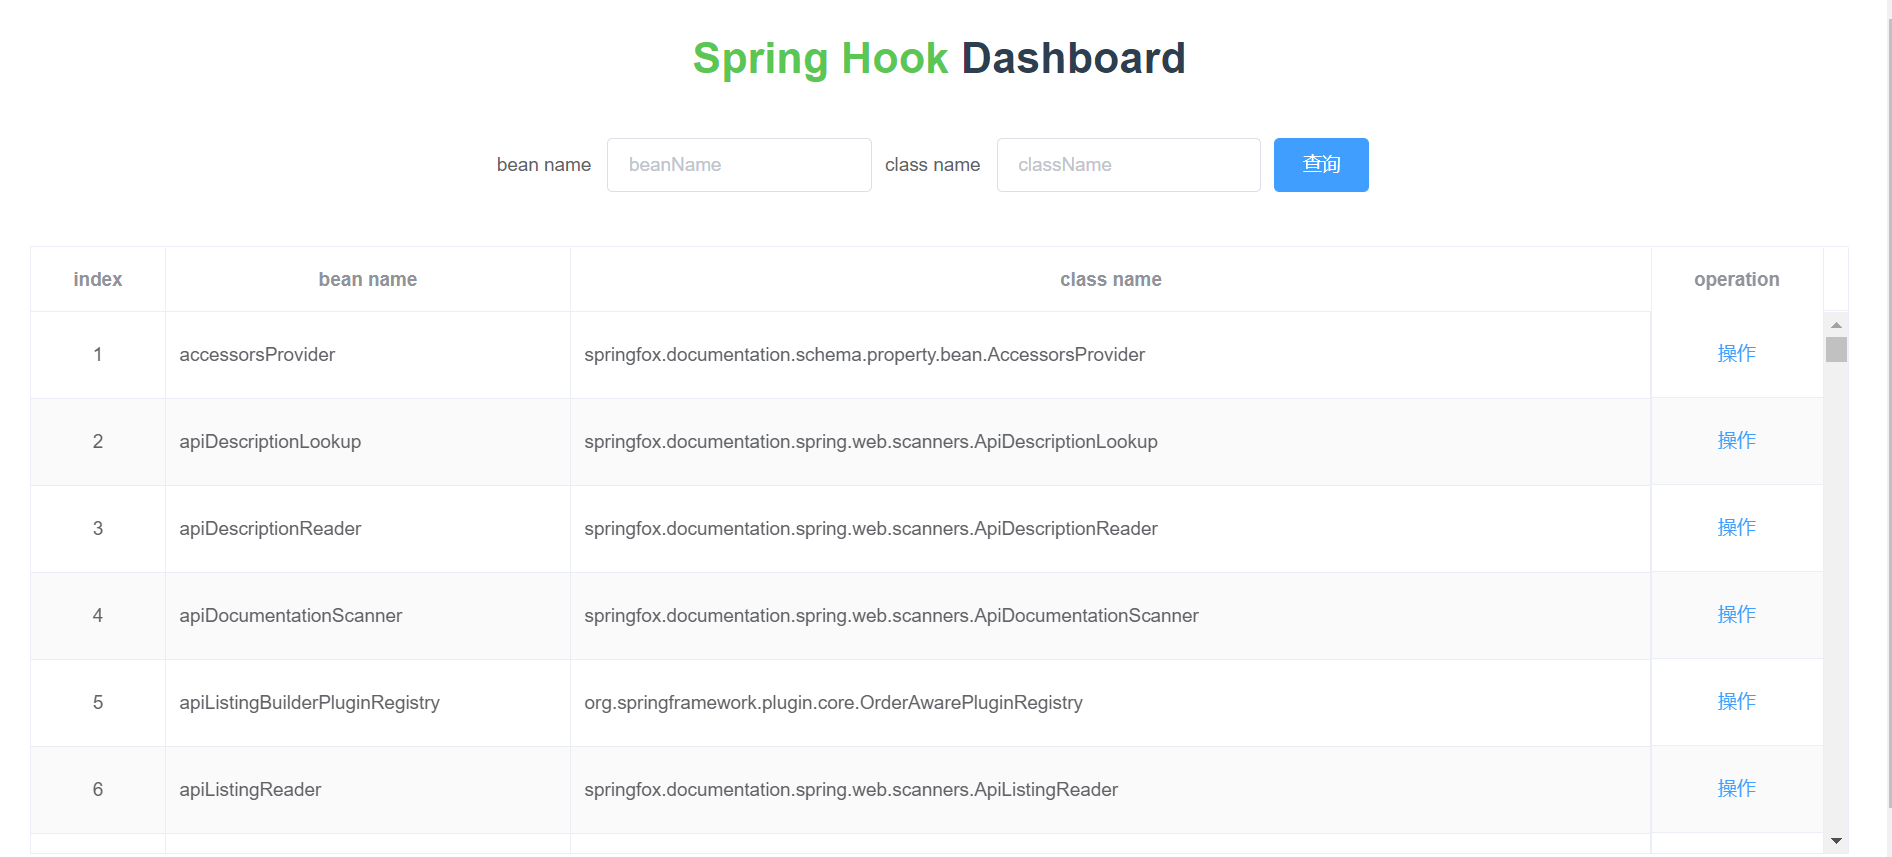 Spring Hook Dashboard
bean name beanName class name className 查询
index bean name class name operation
1 accessorsProvider springfox.documentation.schema.property.bean.AccessorsProvider 操作
2 apiDescriptionLookup springfox.documentation.spring.web.scanners.ApiDescriptionLookup 操作
3 apiDescriptionReader springfox.documentation.spring.web.scanners.ApiDescriptionReader 操作
4 apiDocumentationScanner springfox.documentation.spring.web.scanners.ApiDocumentationScanner 操作
5 apiListingBuilderPluginRegistry org.springframework.plugin.core.OrderAwarePluginRegistry 操作
6 apiListingReader springfox.documentation.spring.web.scanners.ApiListingReader 操作